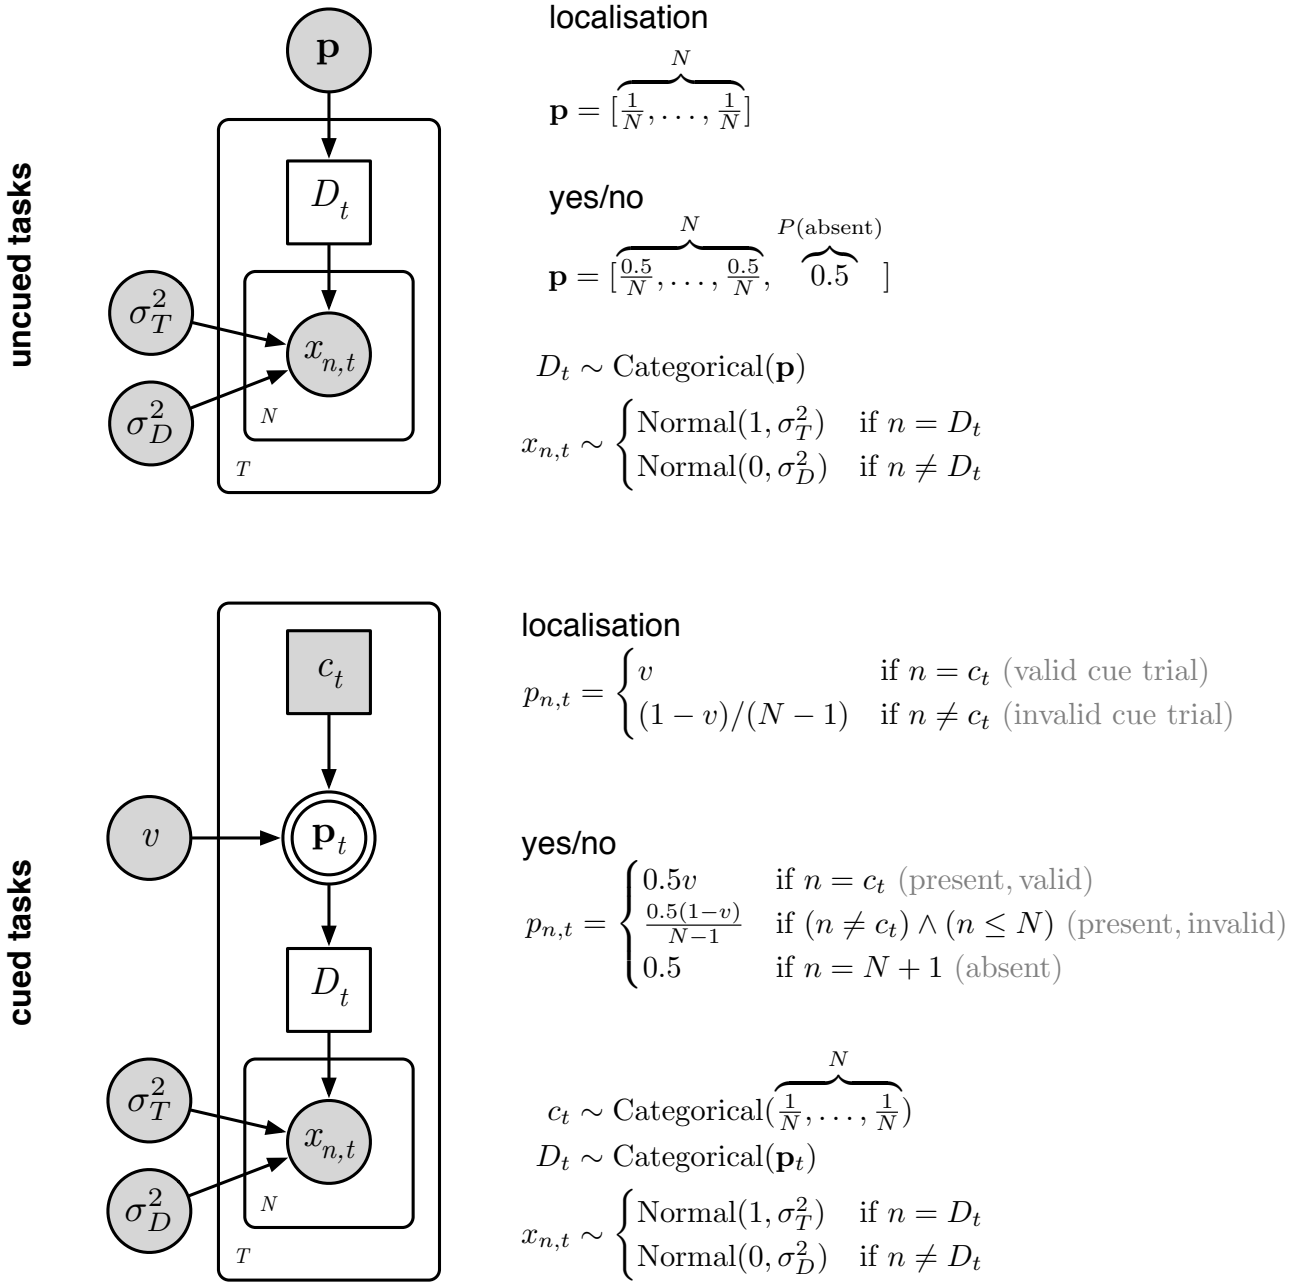 uncued tasks
p
D_t
σ_T^2
σ_D^2
x_{n,t}
N
T
localisation
N
p = [1/N, . . . , 1/N]
yes/no
N P(absent)
p = [0.5/N, . . . , 0.5/N, 0.5 ]
D_t ∼ Categorical(p)
x_{n,t} ∼ { Normal(1, σ_T^2) if n = D_t
Normal(0, σ_D^2) if n ≠ D_t
cued tasks
c_t
v
p_t
D_t
σ_T^2
σ_D^2
x_{n,t}
N
T
localisation
p_{n,t} = { v if n = c_t (valid cue trial)
(1 − v)/(N − 1) if n ≠ c_t (invalid cue trial)
yes/no
p_{n,t} = { 0.5v if n = c_t (present, valid)
0.5(1−v)/N−1 if (n ≠ c_t) ∧ (n ≤ N) (present, invalid)
0.5 if n = N + 1 (absent)
N
c_t ∼ Categorical(1/N, . . . , 1/N)
D_t ∼ Categorical(p_t)
x_{n,t} ∼ { Normal(1, σ_T^2) if n = D_t
Normal(0, σ_D^2) if n ≠ D_t